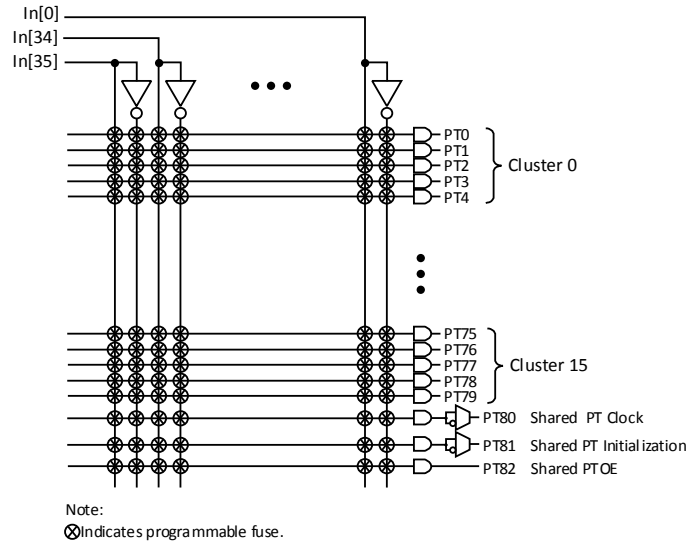 In[0]
In[34]
In[35]
PT0
PT1
PT2
PT3
PT4
Cluster 0
PT75
PT76
PT77
PT78
PT79
Cluster 15
PT80 Shared PT Clock
PT81 Shared PT Initialization
PT82 Shared PTOE
Note:
Indicates programmable fuse.